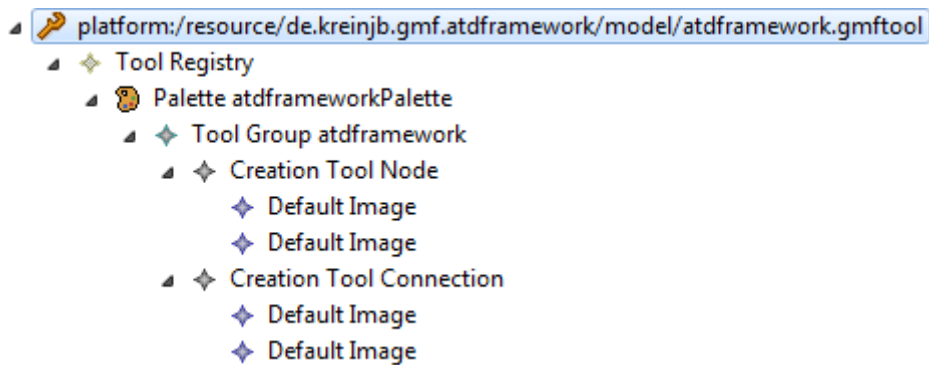 platform:/resource/de.kreinjb.gmf.atdframework/model/atdframework.gmftool
Tool Registry
Palette atdframeworkPalette
Tool Group atdframework
Creation Tool Node
Default Image
Default Image
Creation Tool Connection
Default Image
Default Image